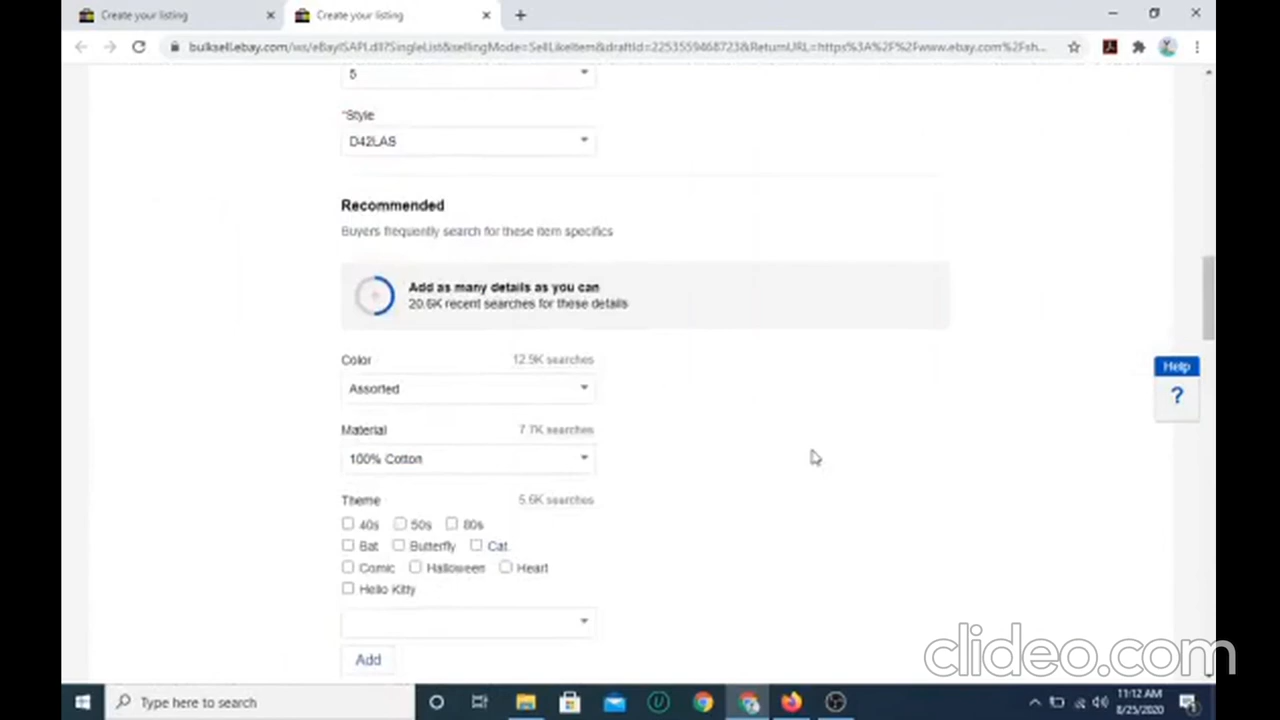 Create your listing
Create your listing
bulksell.ebay.com/ws/eBayISAPI.dll?SingleList&sellingMode=SellLikeItem&draftId=2253559468723&ReturnURL=https%3A%2F%2Fwww.ebay.com%2Fsh...
5
*Style
D42LAS
Recommended
Buyers frequently search for these item specifics
Add as many details as you can
20.6K recent searches for these details
Color 12.9K searches
Assorted
Help
?
Material 7.7K searches
100% Cotton
Theme 5.6K searches
40s 50s 80s
Bat Butterfly Cat
Comic Halloween Heart
Hello Kitty
Add
clideo.com
Type here to search
11:12 AM
8/25/2020